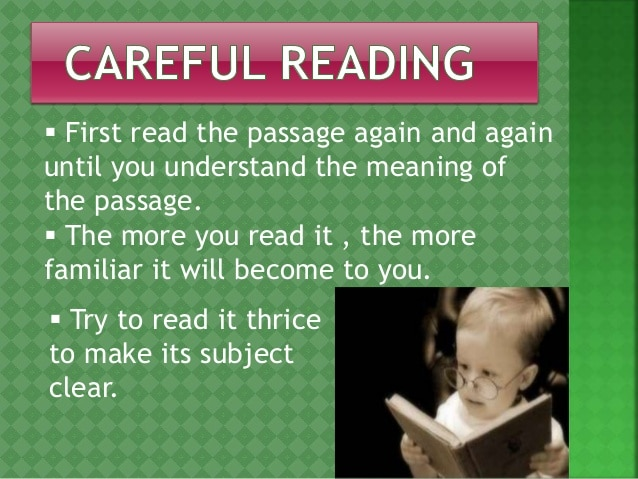 CAREFUL READING
▪ First read the passage again and again
until you understand the meaning of
the passage.
▪ The more you read it , the more
familiar it will become to you.
▪ Try to read it thrice
to make its subject
clear.